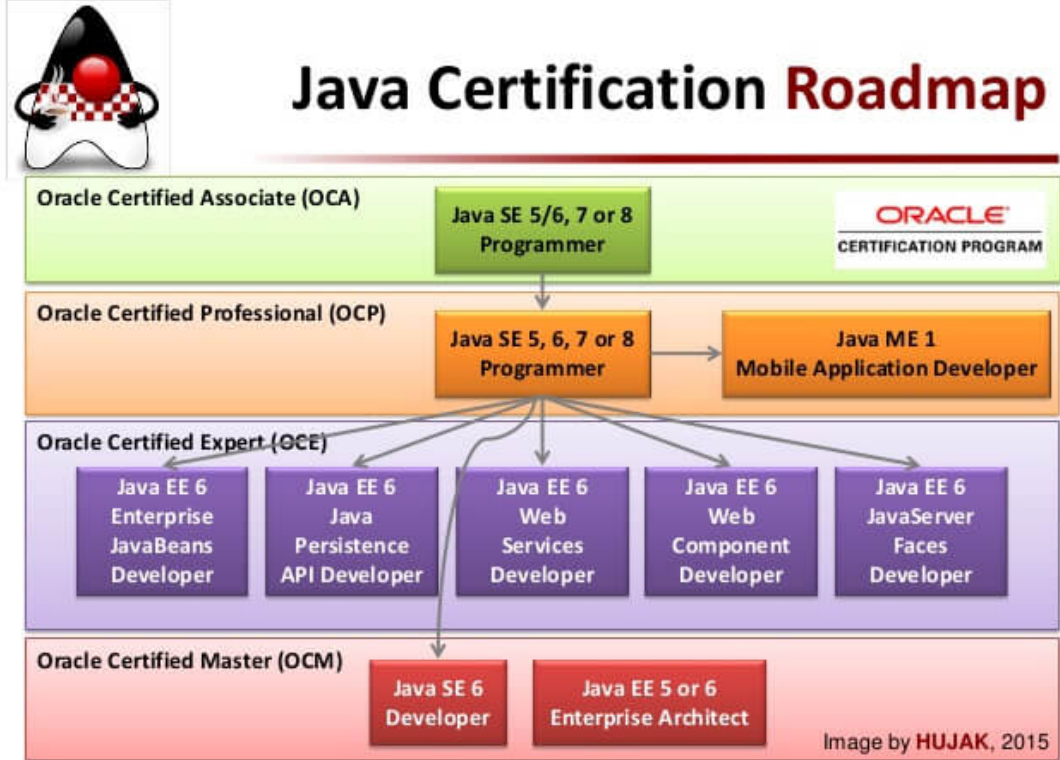 Java Certification Roadmap
Oracle Certified Associate (OCA)
Java SE 5/6, 7 or 8
Programmer
ORACLE
CERTIFICATION PROGRAM
Oracle Certified Professional (OCP)
Java SE 5, 6, 7 or 8
Programmer
Java ME 1
Mobile Application Developer
Oracle Certified Expert (OCE)
Java EE 6
Enterprise
JavaBeans
Developer
Java EE 6
Java
Persistence
API Developer
Java EE 6
Web
Services
Developer
Java EE 6
Web
Component
Developer
Java EE 6
JavaServer
Faces
Developer
Oracle Certified Master (OCM)
Java SE 6
Developer
Java EE 5 or 6
Enterprise Architect
Image by HUJAK, 2015